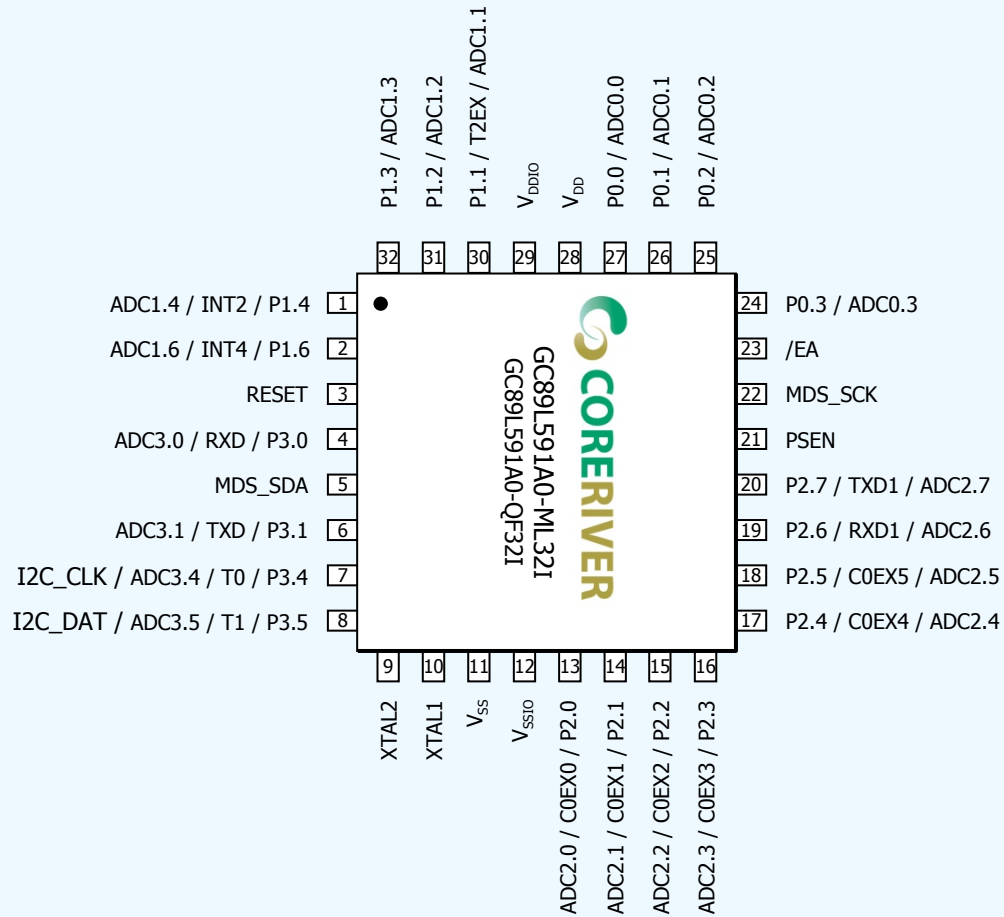 P1.3 / ADC1.3
P1.2 / ADC1.2
P1.1 / T2EX / ADC1.1
VDDIO
VDD
P0.0 / ADC0.0
P0.1 / ADC0.1
P0.2 / ADC0.2
32
31
30
29
28
27
26
25
ADC1.4 / INT2 / P1.4
1
ADC1.6 / INT4 / P1.6
2
RESET
3
ADC3.0 / RXD / P3.0
4
MDS_SDA
5
ADC3.1 / TXD / P3.1
6
I2C_CLK / ADC3.4 / T0 / P3.4
7
I2C_DAT / ADC3.5 / T1 / P3.5
8
CORERIVER
GC89L591A0-ML32I
GC89L591A0-QF32I
24
P0.3 / ADC0.3
23
/EA
22
MDS_SCK
21
PSEN
20
P2.7 / TXD1 / ADC2.7
19
P2.6 / RXD1 / ADC2.6
18
P2.5 / C0EX5 / ADC2.5
17
P2.4 / C0EX4 / ADC2.4
9
10
11
12
13
14
15
16
XTAL2
XTAL1
VSS
VSSIO
ADC2.0 / C0EX0 / P2.0
ADC2.1 / C0EX1 / P2.1
ADC2.2 / C0EX2 / P2.2
ADC2.3 / C0EX3 / P2.3